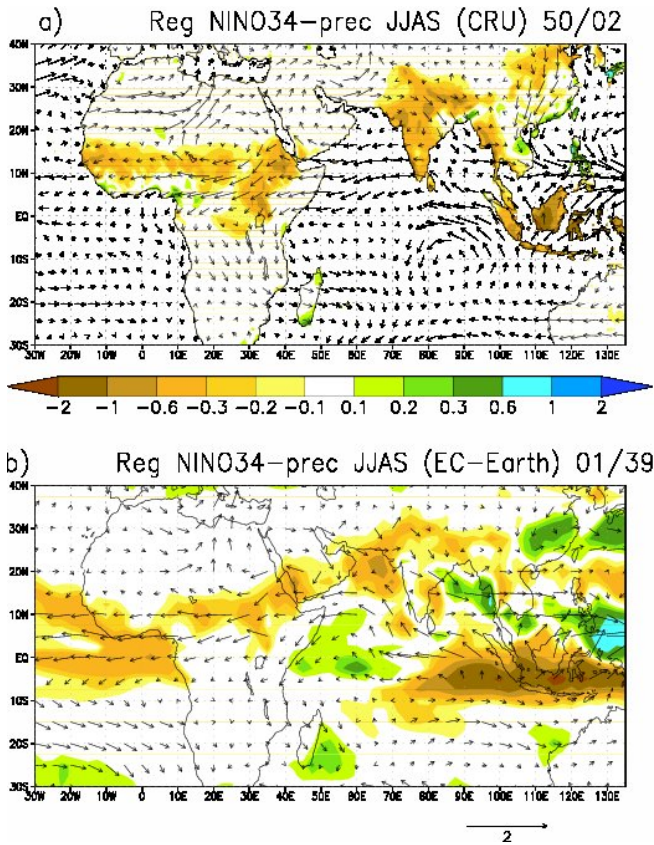 a) Reg NINO34-prec JJAS (CRU) 50/02
40N
30N
20N
10N
EQ
10S
20S
30S
30W 20W 10W 0 10E 20E 30E 40E 50E 60E 70E 80E 90E 100E 110E 120E 130E
-2 -1 -0.6 -0.3 -0.2 -0.1 0.1 0.2 0.3 0.6 1 2
b) Reg NINO34-prec JJAS (EC-Earth) 01/39
40N
30N
20N
10N
EQ
10S
20S
30S
30W 20W 10W 0 10E 20E 30E 40E 50E 60E 70E 80E 90E 100E 110E 120E 130E
2